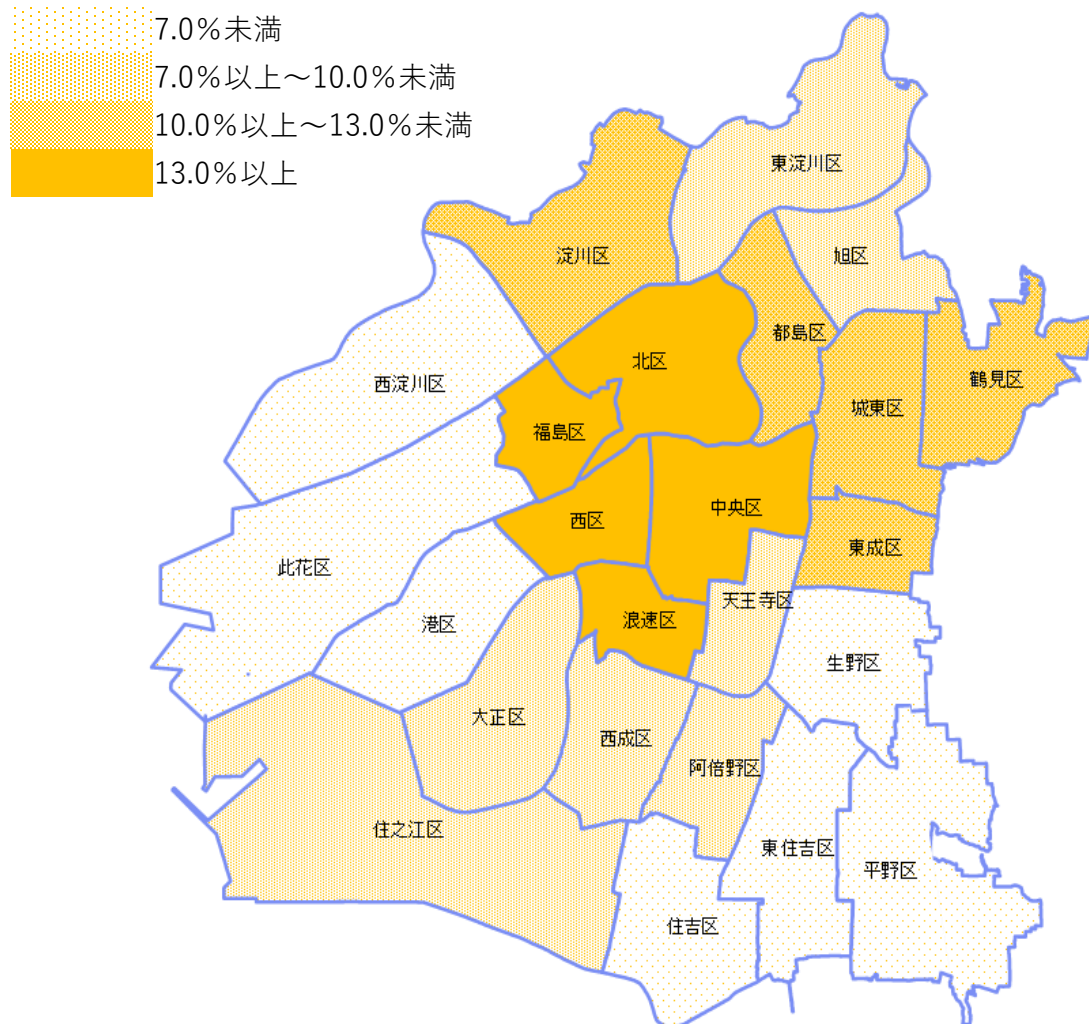 7.0%未満
7.0%以上～10.0%未満
10.0%以上～13.0%未満
13.0%以上
東淀川区
淀川区
旭区
都島区
北区
西淀川区
鶴見区
城東区
福島区
中央区
西区
東成区
此花区
天王寺区
港区
浪速区
生野区
大正区
西成区
阿倍野区
住之江区
東住吉区
平野区
住吉区